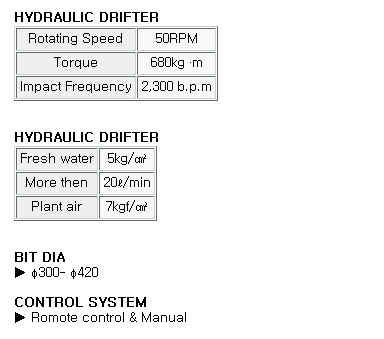 HYDRAULIC DRIFTER
Rotating Speed 50RPM
Torque 680kg ·m
Impact Frequency 2,300 b.p.m
HYDRAULIC DRIFTER
Fresh water 5kg/㎠
More then 20ℓ/min
Plant air 7kgf/㎠
BIT DIA
▶ φ300- φ420
CONTROL SYSTEM
▶ Romote control & Manual